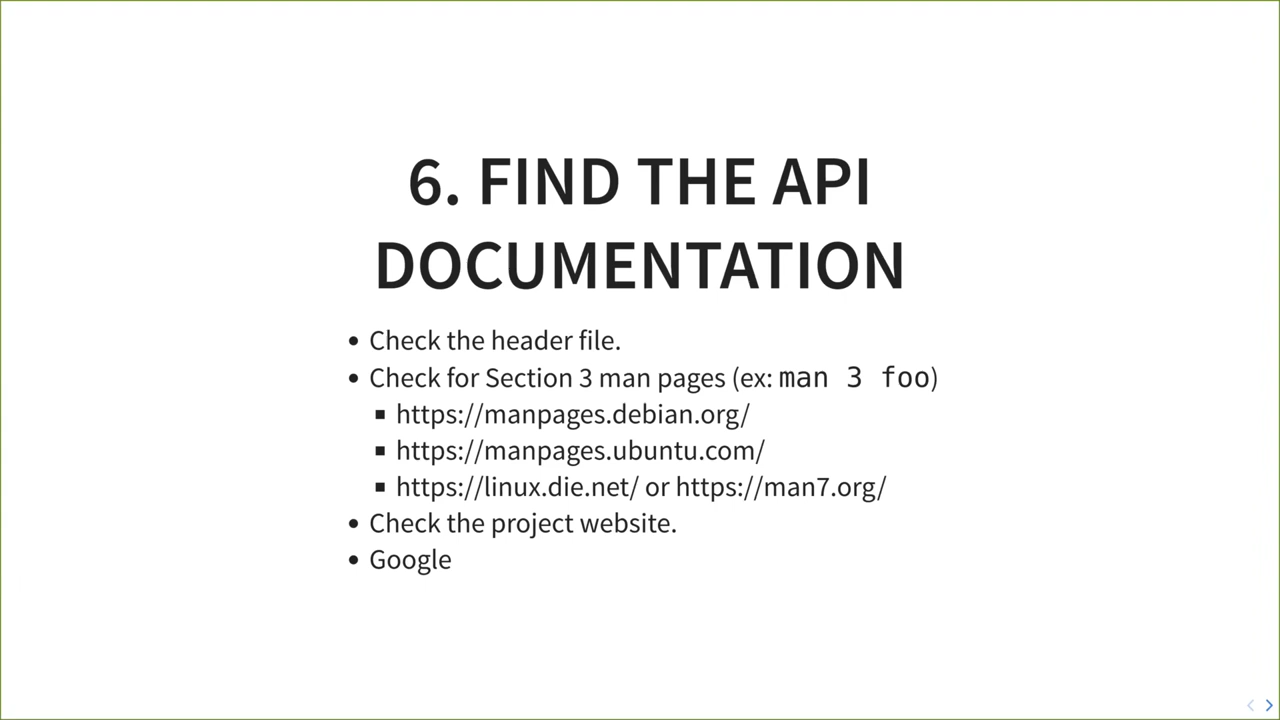 6. FIND THE API
DOCUMENTATION
• Check the header file.
• Check for Section 3 man pages (ex: man 3 foo)
▪ https://manpages.debian.org/
▪ https://manpages.ubuntu.com/
▪ https://linux.die.net/ or https://man7.org/
• Check the project website.
• Google